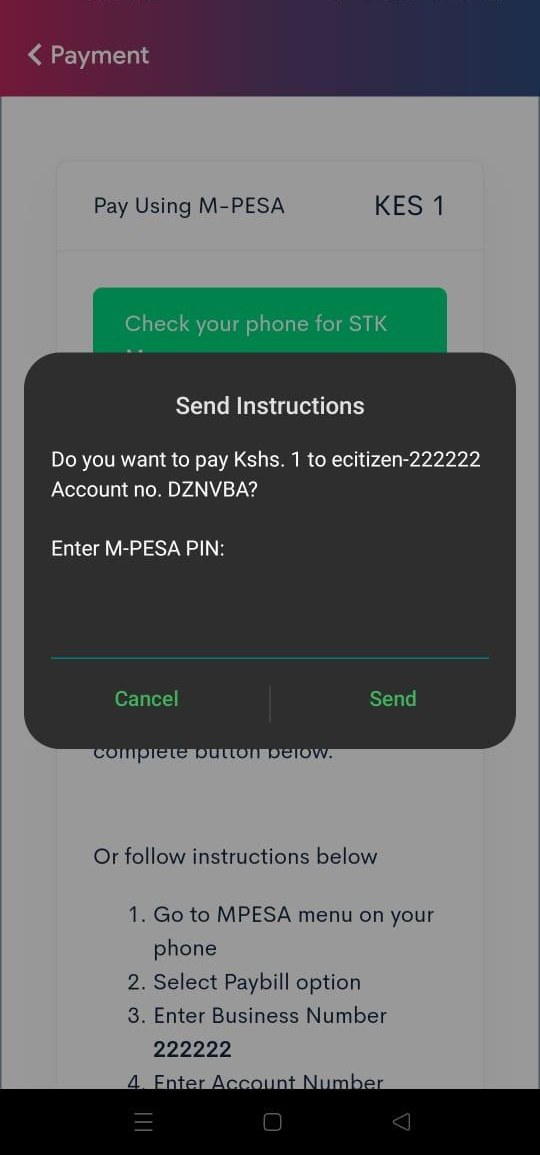 Payment
Pay Using M-PESA KES 1
Check your phone for STK
Send Instructions
Do you want to pay Kshs. 1 to ecitizen-222222
Account no. DZNVBA?
Enter M-PESA PIN:
Cancel Send
complete button below.
Or follow instructions below
1. Go to MPESA menu on your
phone
2. Select Paybill option
3. Enter Business Number
222222
4. Enter Account Number